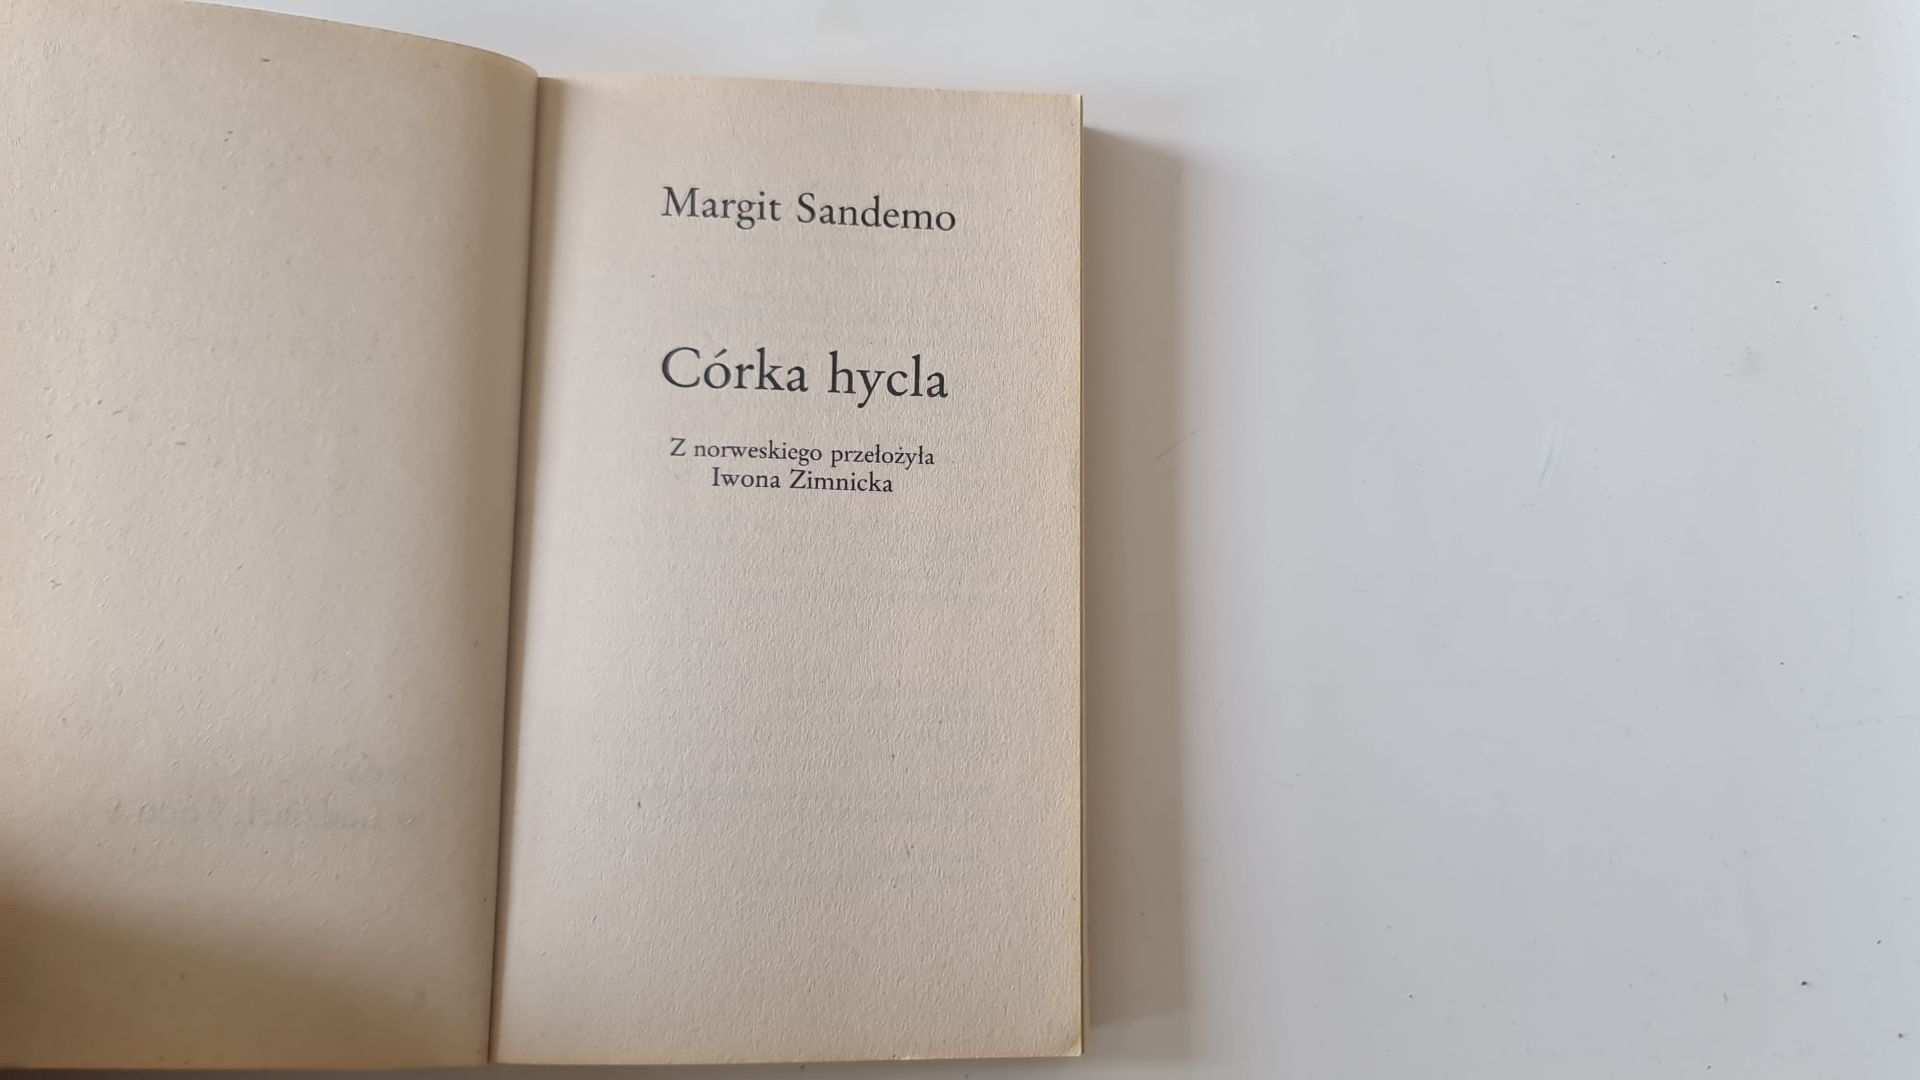 Margit Sandemo
Córka hycla
Z norweskiego przełożyła
Iwona Zimnicka